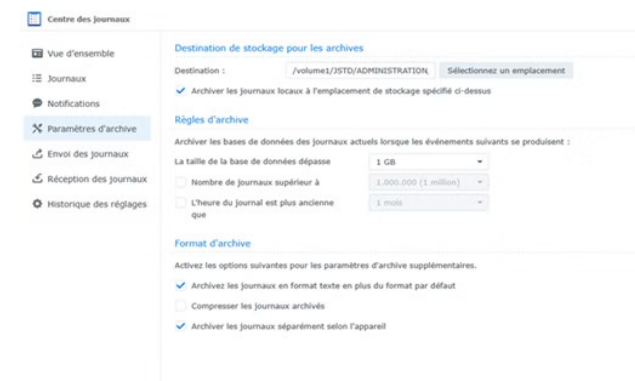 Centre des journaux
Vue d'ensemble
Journaux
Notifications
Paramètres d'archive
Envoi des journaux
Réception des journaux
Historique des réglages
Destination de stockage pour les archives
Destination : /volume1/JSTD/ADMINISTRATION, Sélectionnez un emplacement
Archiver les journaux locaux à l'emplacement de stockage spécifié ci-dessus
Règles d'archive
Archiver les bases de données des journaux actuels lorsque les événements suivants se produisent :
La taille de la base de données dépasse 1 GB
Nombre de journaux supérieur à 1.000.000 (1 million)
L'heure du journal est plus ancienne 1 mois
que
Format d'archive
Activez les options suivantes pour les paramètres d'archive supplémentaires.
Archivez les journaux en format texte en plus du format par défaut
Compresser les journaux archivés
Archiver les journaux séparément selon l'appareil